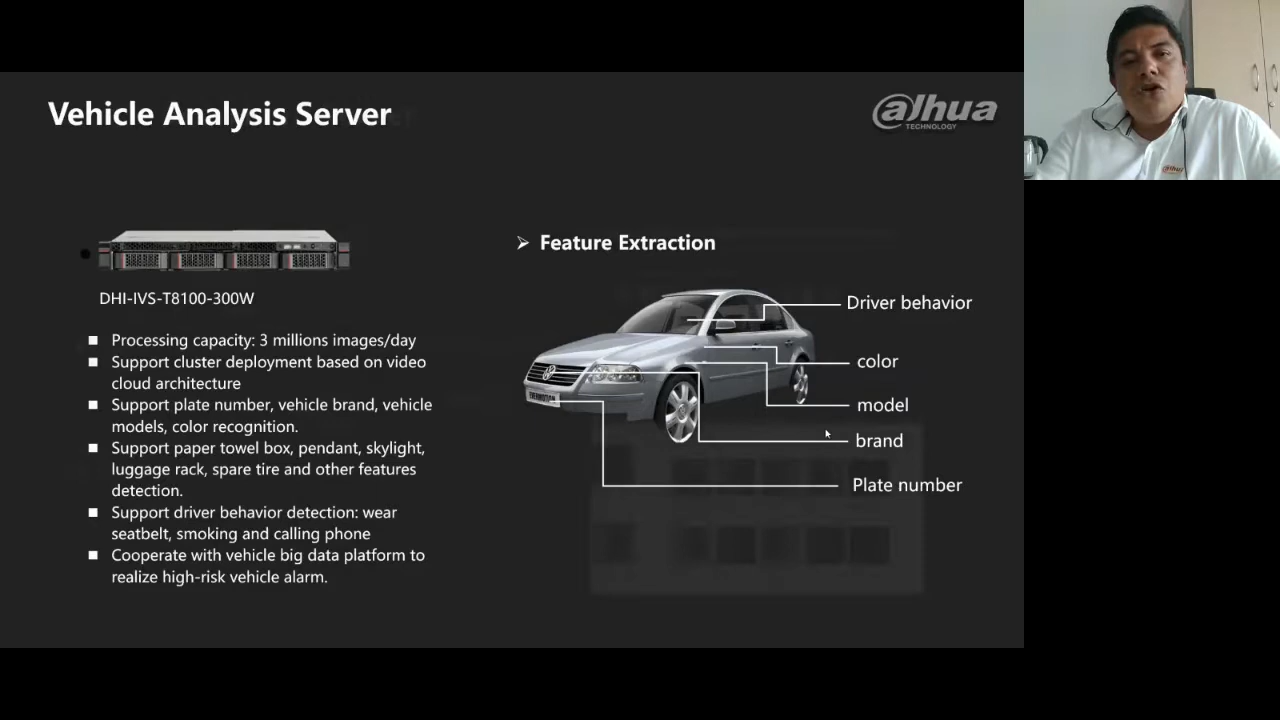 Vehicle Analysis Server
alhua
TECHNOLOGY
DHI-IVS-T8100-300W
Processing capacity: 3 millions images/day
Support cluster deployment based on video
cloud architecture
Support plate number, vehicle brand, vehicle
models, color recognition.
Support paper towel box, pendant, skylight,
luggage rack, spare tire and other features
detection.
Support driver behavior detection: wear
seatbelt, smoking and calling phone
Cooperate with vehicle big data platform to
realize high-risk vehicle alarm.
Feature Extraction
Driver behavior
color
model
brand
Plate number
alhua